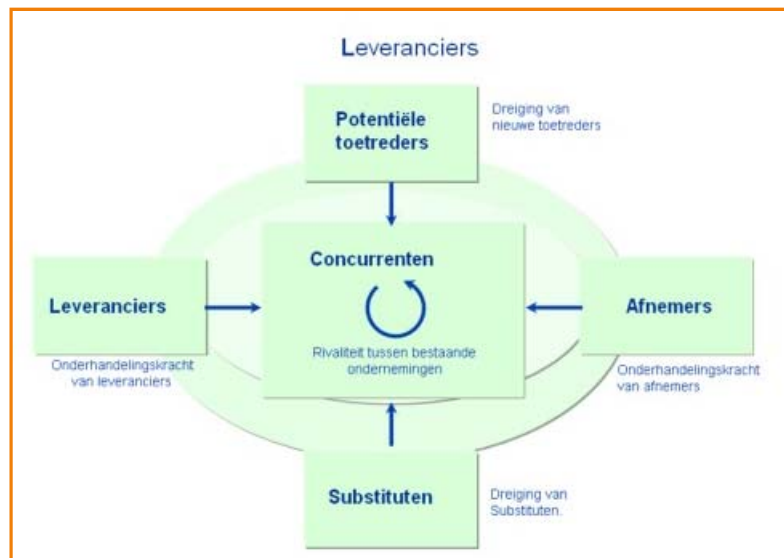 Leveranciers
Potentiële
toetreders
Dreiging van
nieuwe toetreders
Concurrenten
Rivaliteit tussen bestaande
ondernemingen
Leveranciers
Onderhandelingskracht
van leveranciers
Afnemers
Onderhandelingskracht
van afnemers
Substituten
Dreiging van
Substituten.